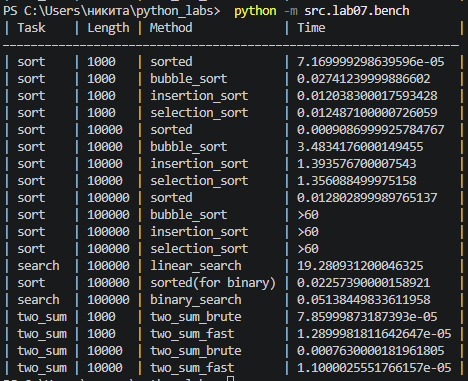 PS C:\Users\никита\python_labs> python -m src.lab07.bench
| Task | Length | Method | Time |
| sort | 1000 | sorted | 7.169999298639596e-05 |
| sort | 1000 | bubble_sort | 0.02741239999886602 |
| sort | 1000 | insertion_sort | 0.012038300017593428 |
| sort | 1000 | selection_sort | 0.012487100000726059 |
| sort | 10000 | sorted | 0.0009086999925784767 |
| sort | 10000 | bubble_sort | 3.4834176000149455 |
| sort | 10000 | insertion_sort | 1.393576700007543 |
| sort | 10000 | selection_sort | 1.356088499975158 |
| sort | 100000 | sorted | 0.012802899989765137 |
| sort | 100000 | bubble_sort | >60 |
| sort | 100000 | insertion_sort | >60 |
| sort | 100000 | selection_sort | >60 |
| search | 100000 | linear_search | 19.280931200046325 |
| sort | 100000 | sorted(for binary) | 0.02257390000158921 |
| search | 100000 | binary_search | 0.05138449833611958 |
| two_sum | 1000 | two_sum_brute | 7.85999873187393e-05 |
| two_sum | 1000 | two_sum_fast | 1.2899981811642647e-05 |
| two_sum | 10000 | two_sum_brute | 0.0007630000181961805 |
| two_sum | 10000 | two_sum_fast | 1.1000025551766157e-05 |